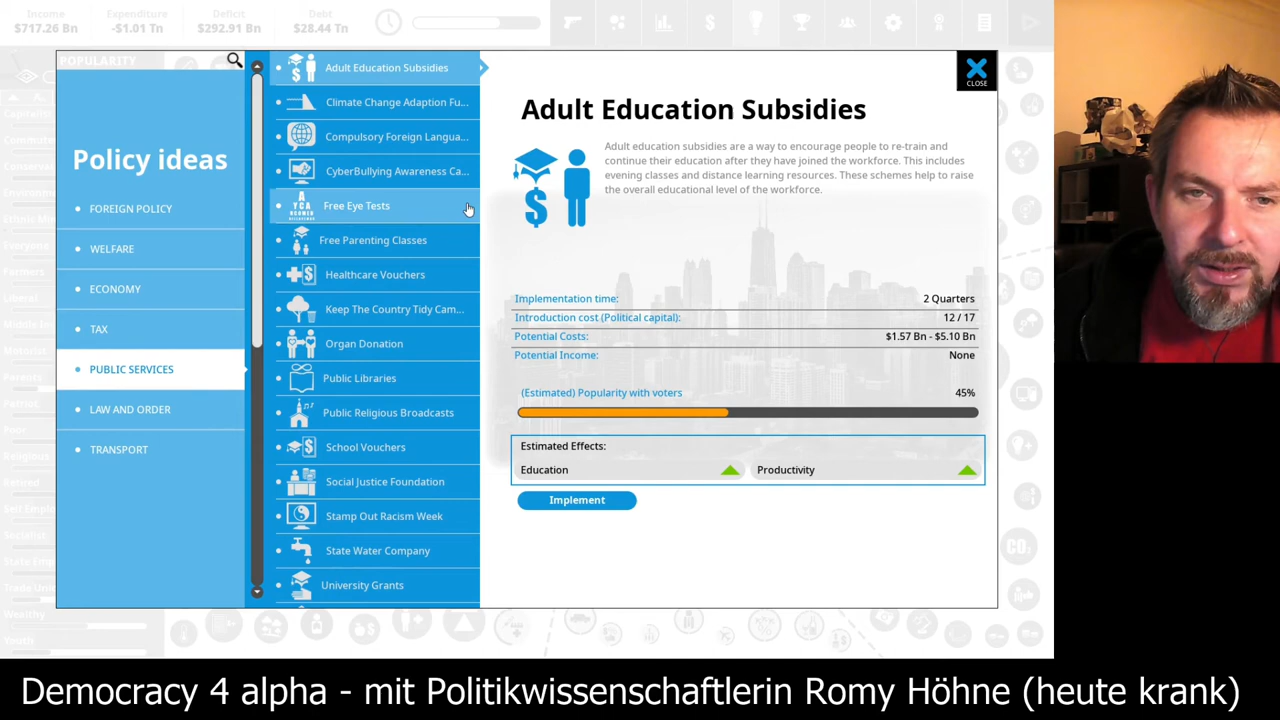 Income
Expenditure
Deficit
Debt
$717.26 Bn
-$1.01 Tn
$292.91 Bn
$28.44 Tn
POPULARITY
Policy ideas
FOREIGN POLICY
WELFARE
ECONOMY
TAX
PUBLIC SERVICES
LAW AND ORDER
TRANSPORT
Adult Education Subsidies
Climate Change Adaption Fu...
Compulsory Foreign Langua...
CyberBullying Awareness Ca...
Free Eye Tests
Free Parenting Classes
Healthcare Vouchers
Keep The Country Tidy Cam...
Organ Donation
Public Libraries
Public Religious Broadcasts
School Vouchers
Social Justice Foundation
Stamp Out Racism Week
State Water Company
University Grants
CLOSE
Adult Education Subsidies
Adult education subsidies are a way to encourage people to re-train and
continue their education after they have joined the workforce. This includes
evening classes and distance learning resources. These schemes help to raise
the overall educational level of the workforce.
Implementation time: 2 Quarters
Introduction cost (Political capital): 12 / 17
Potential Costs: $1.57 Bn - $5.10 Bn
Potential Income: None
(Estimated) Popularity with voters 45%
Estimated Effects:
Education Productivity
Implement
Wealthy
Youth
Democracy 4 alpha - mit Politikwissenschaftlerin Romy Höhne (heute krank)